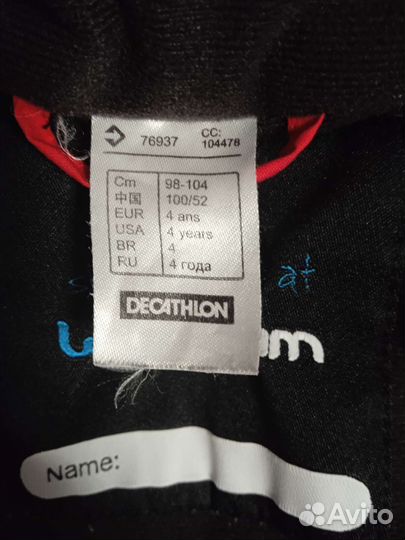 76937 CC:
104478
Cm 98-104
中国 100/52
EUR 4 ans
USA 4 years
BR 4
RU 4 года
DECATHLON
Name:
Avito